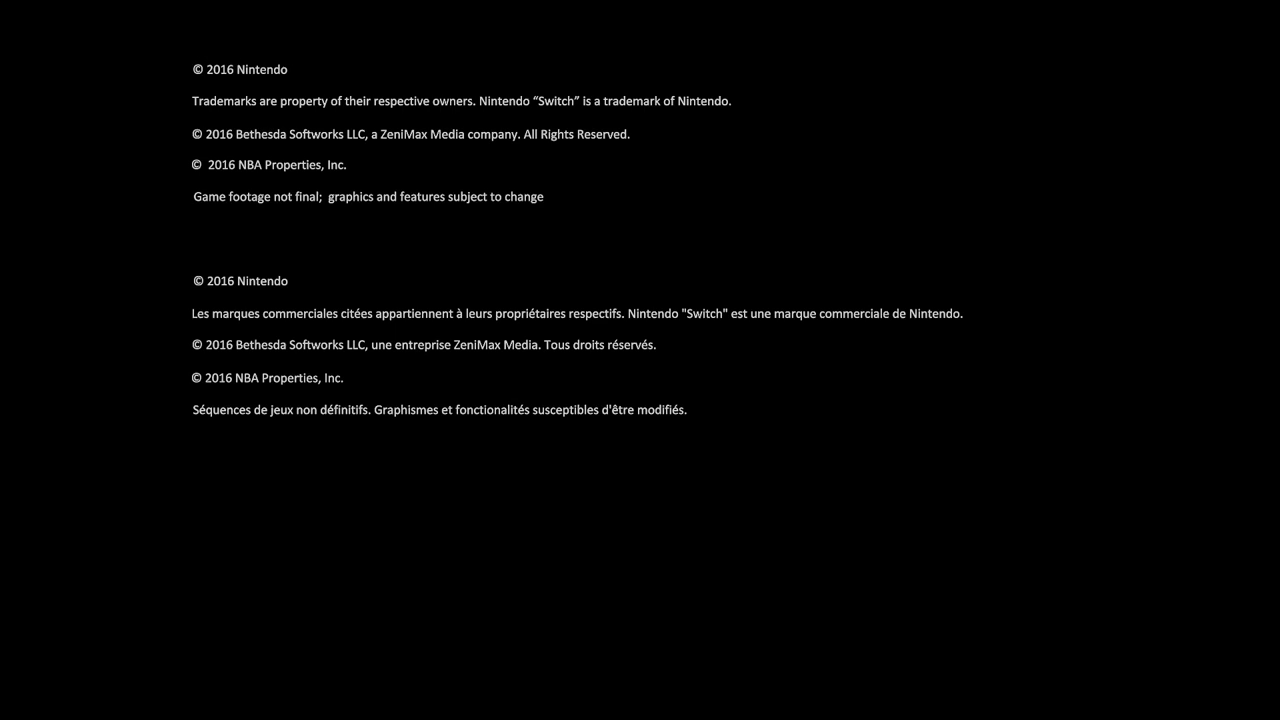 © 2016 Nintendo
Trademarks are property of their respective owners. Nintendo “Switch” is a trademark of Nintendo.
© 2016 Bethesda Softworks LLC, a ZeniMax Media company. All Rights Reserved.
©  2016 NBA Properties, Inc.
Game footage not final;  graphics and features subject to change
© 2016 Nintendo
Les marques commerciales citées appartiennent à leurs propriétaires respectifs. Nintendo "Switch" est une marque commerciale de Nintendo.
© 2016 Bethesda Softworks LLC, une entreprise ZeniMax Media. Tous droits réservés.
© 2016 NBA Properties, Inc.
Séquences de jeux non définitifs. Graphismes et fonctionalités susceptibles d'être modifiés.